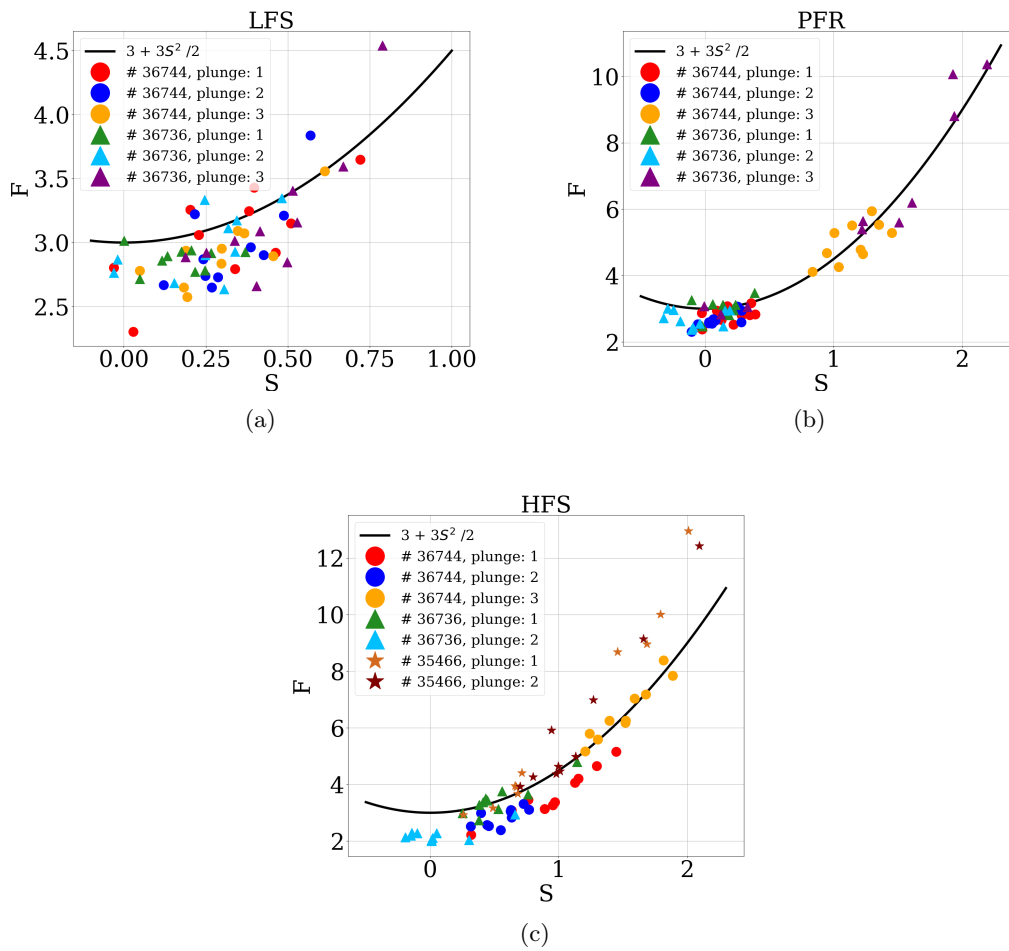 LFS
F
4.5
4.0
3.5
3.0
2.5
3 + 3S² /2
# 36744, plunge: 1
# 36744, plunge: 2
# 36744, plunge: 3
# 36736, plunge: 1
# 36736, plunge: 2
# 36736, plunge: 3
0.00 0.25 0.50 0.75 1.00
S
(a)
PFR
F
10
8
6
4
2
3 + 3S² /2
# 36744, plunge: 1
# 36744, plunge: 2
# 36744, plunge: 3
# 36736, plunge: 1
# 36736, plunge: 2
# 36736, plunge: 3
0 1 2
S
(b)
HFS
F
12
10
8
6
4
2
3 + 3S² /2
# 36744, plunge: 1
# 36744, plunge: 2
# 36744, plunge: 3
# 36736, plunge: 1
# 36736, plunge: 2
# 35466, plunge: 1
# 35466, plunge: 2
0 1 2
S
(c)